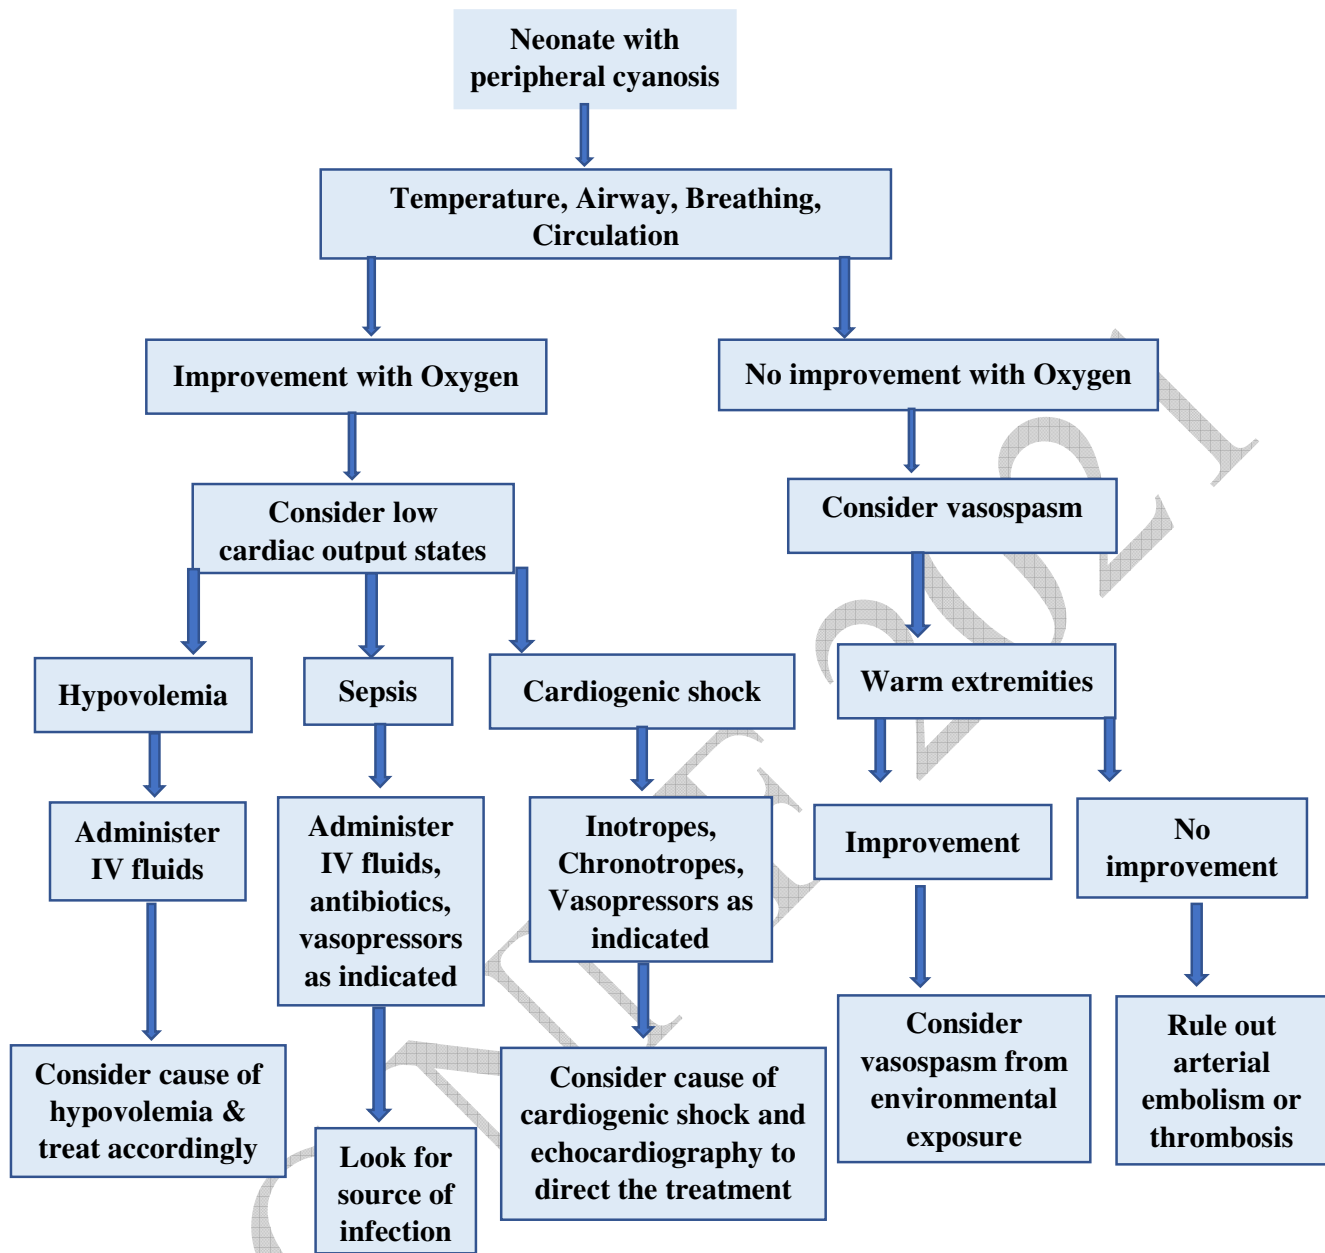 Neonate with
peripheral cyanosis
Temperature, Airway, Breathing,
Circulation
Improvement with Oxygen
No improvement with Oxygen
Consider low
cardiac output states
Consider vasospasm
Hypovolemia
Sepsis
Cardiogenic shock
Warm extremities
Administer
IV fluids
Administer
IV fluids,
antibiotics,
vasopressors
as indicated
Inotropes,
Chronotropes,
Vasopressors as
indicated
Improvement
No
improvement
Consider cause of
hypovolemia &
treat accordingly
Look for
source of
infection
Consider cause of
cardiogenic shock and
echocardiography to
direct the treatment
Consider
vasospasm from
environmental
exposure
Rule out
arterial
embolism or
thrombosis
2021